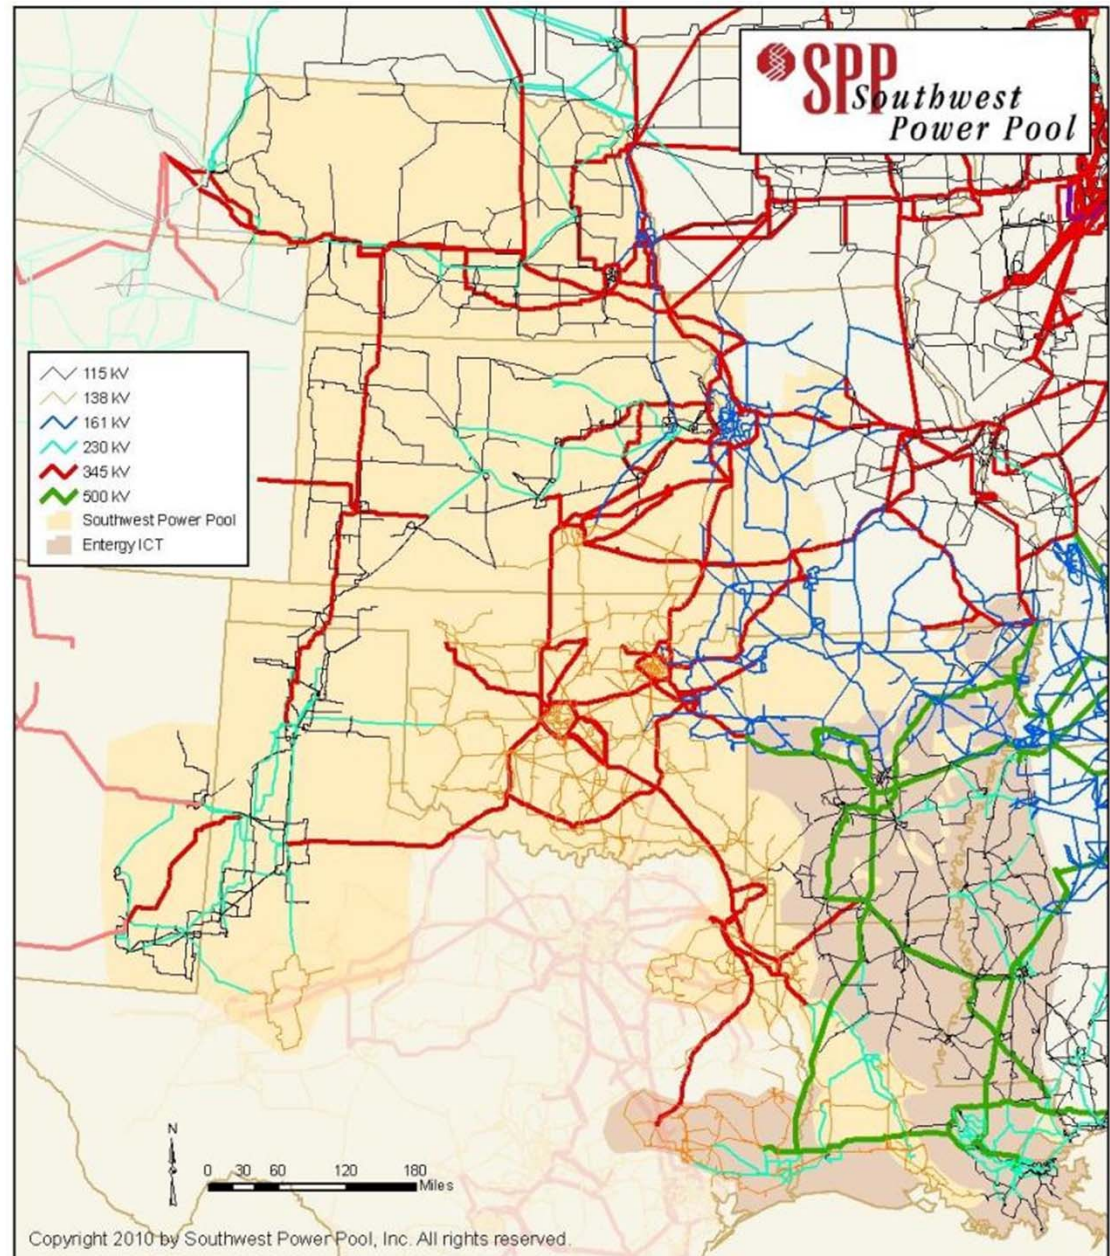 SPP
Southwest
Power Pool
115 kV
138 kV
161 kV
230 kV
345 kV
500 kV
Southwest Power Pool
Entergy ICT
N
0 30 60 120 180
Miles
Copyright 2010 by Southwest Power Pool, Inc. All rights reserved.